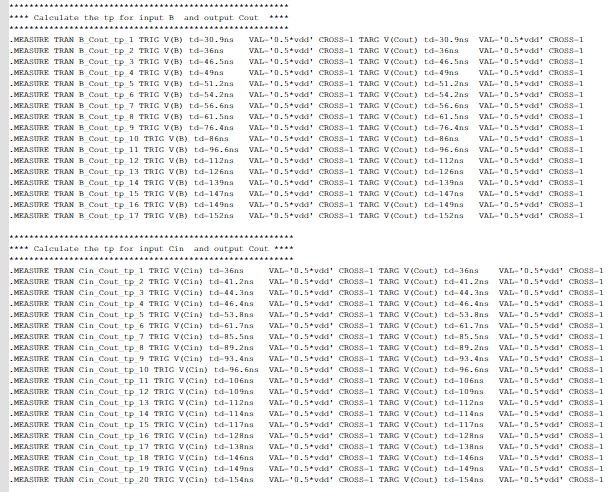 ********************************************************
**** Calculate the tp for input B  and output Cout  ****
********************************************************
.MEASURE TRAN B_Cout_tp_1 TRIG V(B) td=30.9ns   VAL='0.5*vdd' CROSS=1 TARG V(Cout) td=30.9ns   VAL='0.5*vdd' CROSS=1
.MEASURE TRAN B_Cout_tp_2 TRIG V(B) td=36ns     VAL='0.5*vdd' CROSS=1 TARG V(Cout) td=36ns     VAL='0.5*vdd' CROSS=1
.MEASURE TRAN B_Cout_tp_3 TRIG V(B) td=46.5ns   VAL='0.5*vdd' CROSS=1 TARG V(Cout) td=46.5ns   VAL='0.5*vdd' CROSS=1
.MEASURE TRAN B_Cout_tp_4 TRIG V(B) td=49ns     VAL='0.5*vdd' CROSS=1 TARG V(Cout) td=49ns     VAL='0.5*vdd' CROSS=1
.MEASURE TRAN B_Cout_tp_5 TRIG V(B) td=51.2ns   VAL='0.5*vdd' CROSS=1 TARG V(Cout) td=51.2ns   VAL='0.5*vdd' CROSS=1
.MEASURE TRAN B_Cout_tp_6 TRIG V(B) td=54.2ns   VAL='0.5*vdd' CROSS=1 TARG V(Cout) td=54.2ns   VAL='0.5*vdd' CROSS=1
.MEASURE TRAN B_Cout_tp_7 TRIG V(B) td=56.6ns   VAL='0.5*vdd' CROSS=1 TARG V(Cout) td=56.6ns   VAL='0.5*vdd' CROSS=1
.MEASURE TRAN B_Cout_tp_8 TRIG V(B) td=61.5ns   VAL='0.5*vdd' CROSS=1 TARG V(Cout) td=61.5ns   VAL='0.5*vdd' CROSS=1
.MEASURE TRAN B_Cout_tp_9 TRIG V(B) td=76.4ns   VAL='0.5*vdd' CROSS=1 TARG V(Cout) td=76.4ns   VAL='0.5*vdd' CROSS=1
.MEASURE TRAN B_Cout_tp_10 TRIG V(B) td=86ns    VAL='0.5*vdd' CROSS=1 TARG V(Cout) td=86ns     VAL='0.5*vdd' CROSS=1
.MEASURE TRAN B_Cout_tp_11 TRIG V(B) td=96.6ns  VAL='0.5*vdd' CROSS=1 TARG V(Cout) td=96.6ns   VAL='0.5*vdd' CROSS=1
.MEASURE TRAN B_Cout_tp_12 TRIG V(B) td=112ns   VAL='0.5*vdd' CROSS=1 TARG V(Cout) td=112ns    VAL='0.5*vdd' CROSS=1
.MEASURE TRAN B_Cout_tp_13 TRIG V(B) td=126ns   VAL='0.5*vdd' CROSS=1 TARG V(Cout) td=126ns    VAL='0.5*vdd' CROSS=1
.MEASURE TRAN B_Cout_tp_14 TRIG V(B) td=139ns   VAL='0.5*vdd' CROSS=1 TARG V(Cout) td=139ns    VAL='0.5*vdd' CROSS=1
.MEASURE TRAN B_Cout_tp_15 TRIG V(B) td=147ns   VAL='0.5*vdd' CROSS=1 TARG V(Cout) td=147ns    VAL='0.5*vdd' CROSS=1
.MEASURE TRAN B_Cout_tp_16 TRIG V(B) td=149ns   VAL='0.5*vdd' CROSS=1 TARG V(Cout) td=149ns    VAL='0.5*vdd' CROSS=1
.MEASURE TRAN B_Cout_tp_17 TRIG V(B) td=152ns   VAL='0.5*vdd' CROSS=1 TARG V(Cout) td=152ns    VAL='0.5*vdd' CROSS=1
*********************************************************
**** Calculate the tp for input Cin  and output Cout ****
*********************************************************
.MEASURE TRAN Cin_Cout_tp_1 TRIG V(Cin) td=36ns     VAL='0.5*vdd' CROSS=1 TARG V(Cout) td=36ns     VAL='0.5*vdd' CROSS=1
.MEASURE TRAN Cin_Cout_tp_2 TRIG V(Cin) td=41.2ns   VAL='0.5*vdd' CROSS=1 TARG V(Cout) td=41.2ns   VAL='0.5*vdd' CROSS=1
.MEASURE TRAN Cin_Cout_tp_3 TRIG V(Cin) td=44.3ns   VAL='0.5*vdd' CROSS=1 TARG V(Cout) td=44.3ns   VAL='0.5*vdd' CROSS=1
.MEASURE TRAN Cin_Cout_tp_4 TRIG V(Cin) td=46.4ns   VAL='0.5*vdd' CROSS=1 TARG V(Cout) td=46.4ns   VAL='0.5*vdd' CROSS=1
.MEASURE TRAN Cin_Cout_tp_5 TRIG V(Cin) td=53.8ns   VAL='0.5*vdd' CROSS=1 TARG V(Cout) td=53.8ns   VAL='0.5*vdd' CROSS=1
.MEASURE TRAN Cin_Cout_tp_6 TRIG V(Cin) td=61.7ns   VAL='0.5*vdd' CROSS=1 TARG V(Cout) td=61.7ns   VAL='0.5*vdd' CROSS=1
.MEASURE TRAN Cin_Cout_tp_7 TRIG V(Cin) td=85.5ns   VAL='0.5*vdd' CROSS=1 TARG V(Cout) td=85.5ns   VAL='0.5*vdd' CROSS=1
.MEASURE TRAN Cin_Cout_tp_8 TRIG V(Cin) td=89.2ns   VAL='0.5*vdd' CROSS=1 TARG V(Cout) td=89.2ns   VAL='0.5*vdd' CROSS=1
.MEASURE TRAN Cin_Cout_tp_9 TRIG V(Cin) td=93.4ns   VAL='0.5*vdd' CROSS=1 TARG V(Cout) td=93.4ns   VAL='0.5*vdd' CROSS=1
.MEASURE TRAN Cin_Cout_tp_10 TRIG V(Cin) td=96.6ns  VAL='0.5*vdd' CROSS=1 TARG V(Cout) td=96.6ns   VAL='0.5*vdd' CROSS=1
.MEASURE TRAN Cin_Cout_tp_11 TRIG V(Cin) td=106ns   VAL='0.5*vdd' CROSS=1 TARG V(Cout) td=106ns    VAL='0.5*vdd' CROSS=1
.MEASURE TRAN Cin_Cout_tp_12 TRIG V(Cin) td=109ns   VAL='0.5*vdd' CROSS=1 TARG V(Cout) td=109ns    VAL='0.5*vdd' CROSS=1
.MEASURE TRAN Cin_Cout_tp_13 TRIG V(Cin) td=112ns   VAL='0.5*vdd' CROSS=1 TARG V(Cout) td=112ns    VAL='0.5*vdd' CROSS=1
.MEASURE TRAN Cin_Cout_tp_14 TRIG V(Cin) td=114ns   VAL='0.5*vdd' CROSS=1 TARG V(Cout) td=114ns    VAL='0.5*vdd' CROSS=1
.MEASURE TRAN Cin_Cout_tp_15 TRIG V(Cin) td=117ns   VAL='0.5*vdd' CROSS=1 TARG V(Cout) td=117ns    VAL='0.5*vdd' CROSS=1
.MEASURE TRAN Cin_Cout_tp_16 TRIG V(Cin) td=128ns   VAL='0.5*vdd' CROSS=1 TARG V(Cout) td=128ns    VAL='0.5*vdd' CROSS=1
.MEASURE TRAN Cin_Cout_tp_17 TRIG V(Cin) td=138ns   VAL='0.5*vdd' CROSS=1 TARG V(Cout) td=138ns    VAL='0.5*vdd' CROSS=1
.MEASURE TRAN Cin_Cout_tp_18 TRIG V(Cin) td=146ns   VAL='0.5*vdd' CROSS=1 TARG V(Cout) td=146ns    VAL='0.5*vdd' CROSS=1
.MEASURE TRAN Cin_Cout_tp_19 TRIG V(Cin) td=149ns   VAL='0.5*vdd' CROSS=1 TARG V(Cout) td=149ns    VAL='0.5*vdd' CROSS=1
.MEASURE TRAN Cin_Cout_tp_20 TRIG V(Cin) td=154ns   VAL='0.5*vdd' CROSS=1 TARG V(Cout) td=154ns    VAL='0.5*vdd' CROSS=1